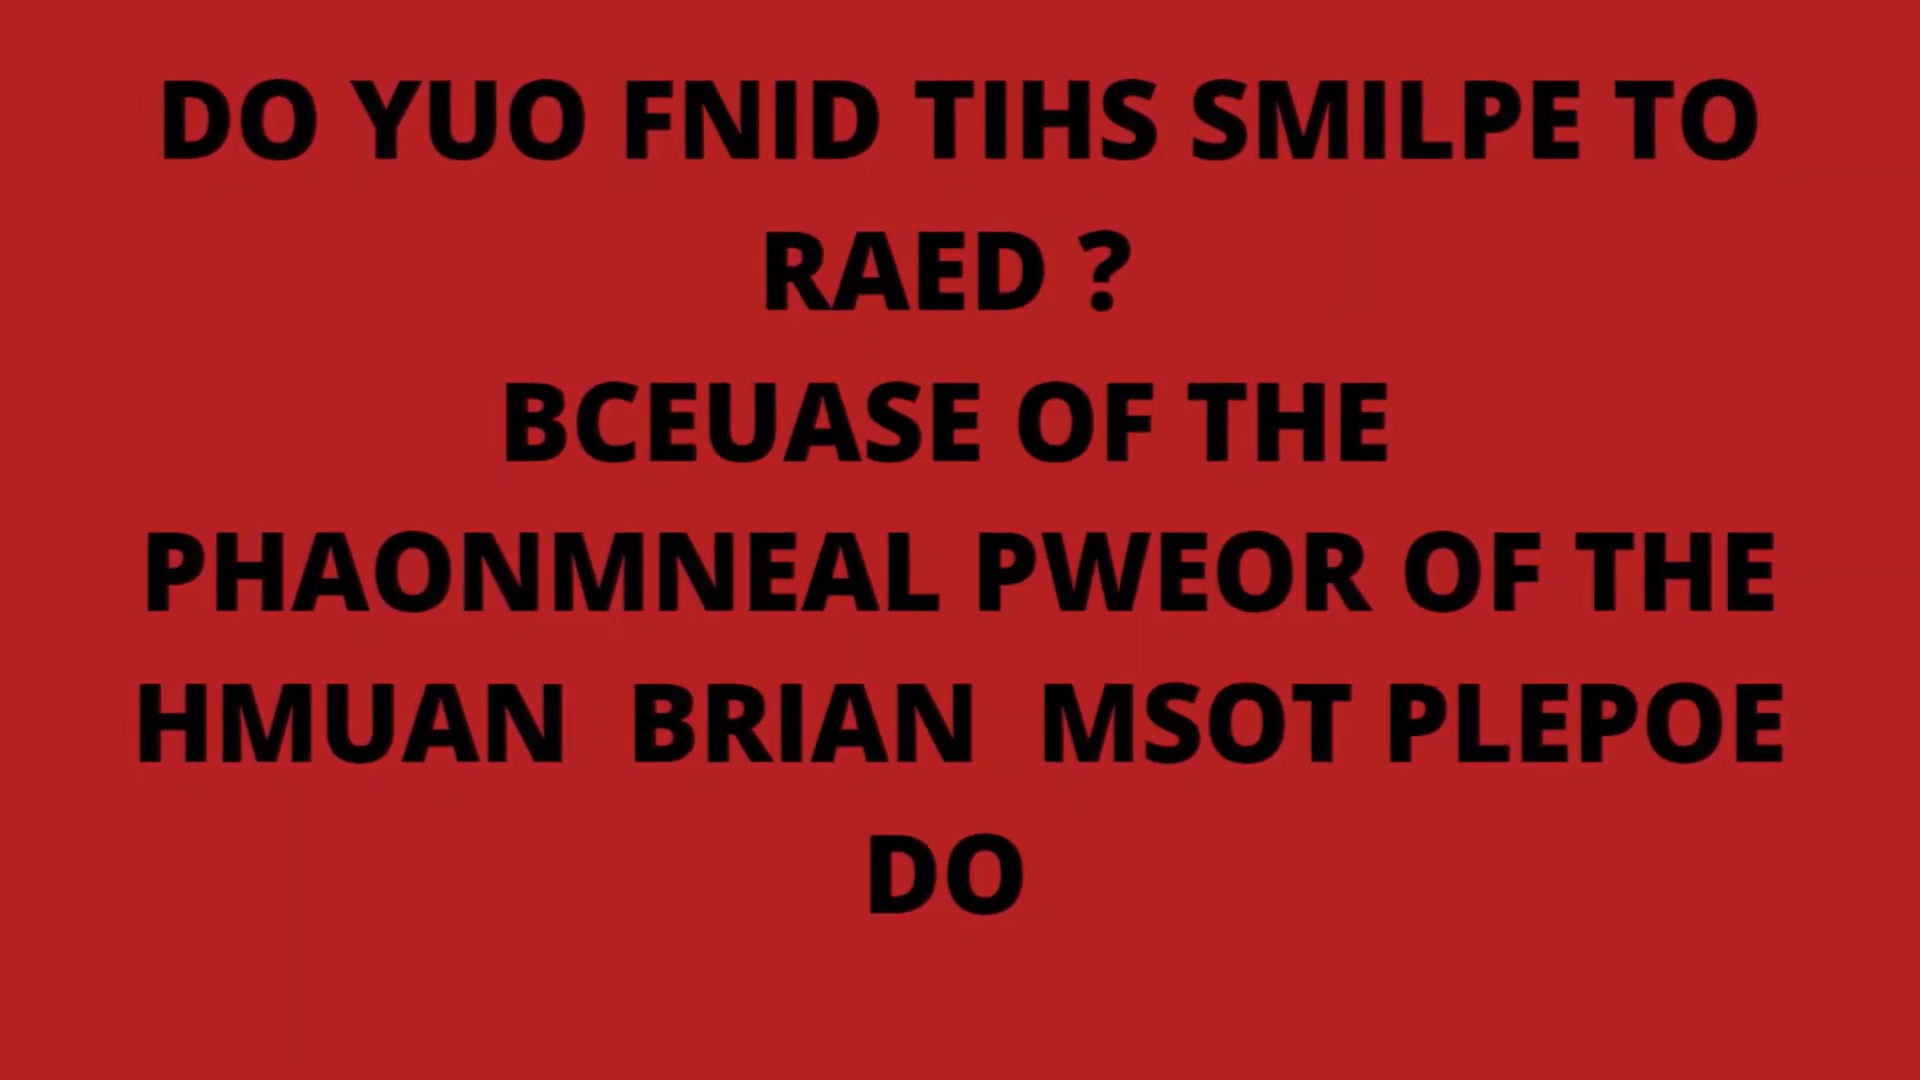 DO YUO FNID TIHS SMILPE TO
RAED ?
BCEUASE OF THE
PHAONMNEAL PWEOR OF THE
HMUAN BRIAN MSOT PLEPOE
DO